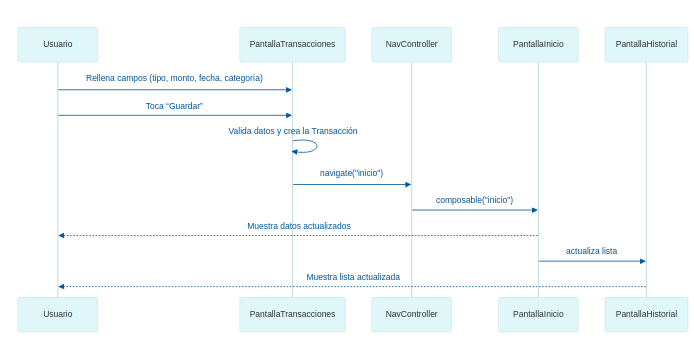 Usuario
PantallaTransacciones
NavController
PantallaInicio
PantallaHistorial
Rellena campos (tipo, monto, fecha, categoría)
Toca “Guardar”
Valida datos y crea la Transacción
navigate("inicio")
composable("inicio")
Muestra datos actualizados
actualiza lista
Muestra lista actualizada
Usuario
PantallaTransacciones
NavController
PantallaInicio
PantallaHistorial